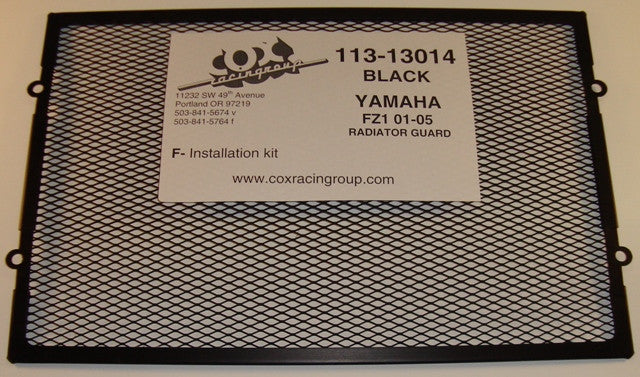 COX
racingroup
11232 SW 49th Avenue
Portland OR 97219
503-841-5674 v
503-841-5764 f
113-13014
BLACK
YAMAHA
FZ1 01-05
RADIATOR GUARD
F- Installation kit
www.coxracingroup.com